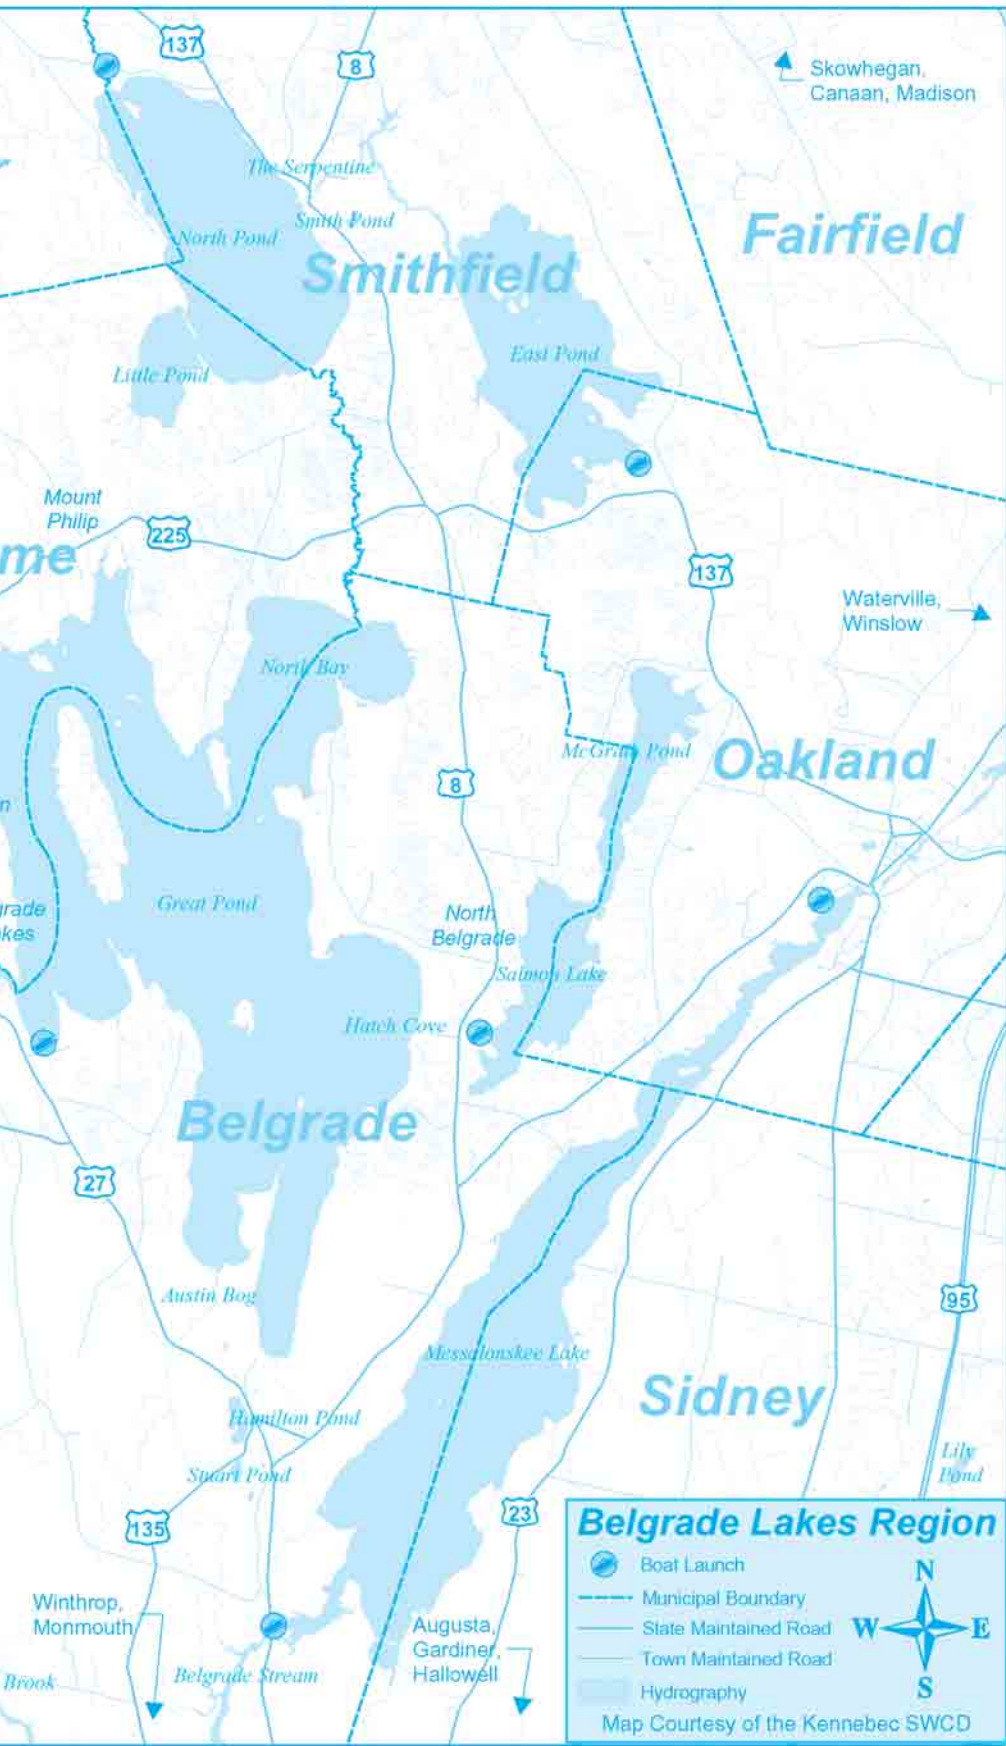 137
8
Skowhegan,
Canaan, Madison
The Serpentine
Smith Pond
North Pond
Fairfield
Smithfield
East Pond
Little Pond
Mount
Philip
225
me
137
Waterville,
Winslow
North Bay
McGrath Pond
Oakland
8
n
Great Pond
grade
kes
North
Belgrade
Salmon Lake
Hatch Cove
Belgrade
27
Austin Bog
95
Messalonskee Lake
Sidney
Hamilton Pond
Stuart Pond
Lily
Pond
135
23
Winthrop,
Monmouth
Augusta,
Gardiner,
Hallowell
Brook
Belgrade Stream
Belgrade Lakes Region
Boat Launch
Municipal Boundary
State Maintained Road
Town Maintained Road
Hydrography
N
W
E
S
Map Courtesy of the Kennebec SWCD